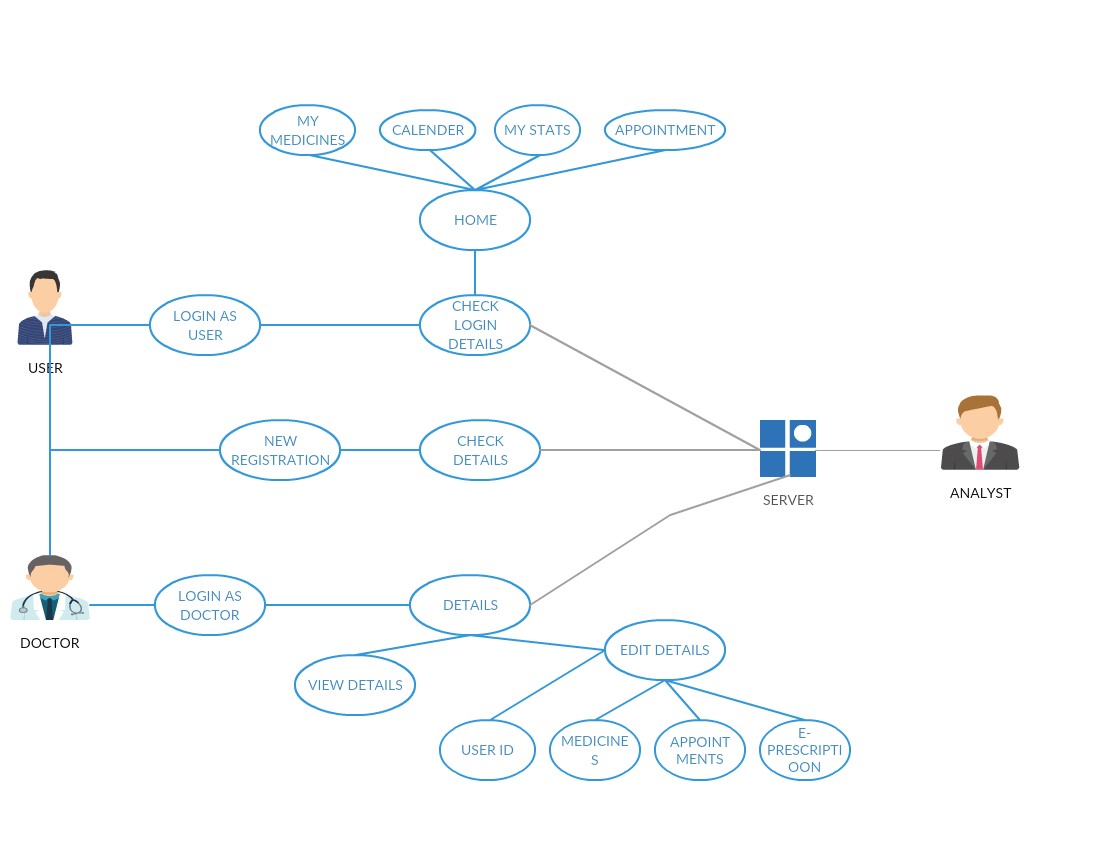 MY
MEDICINES
CALENDER
MY STATS
APPOINTMENT
HOME
LOGIN AS
USER
CHECK
LOGIN
DETAILS
USER
NEW
REGISTRATION
CHECK
DETAILS
SERVER
ANALYST
LOGIN AS
DOCTOR
DETAILS
DOCTOR
EDIT DETAILS
VIEW DETAILS
USER ID
MEDICINE
S
APPOINT
MENTS
E-
PRESCRIPTI
OON